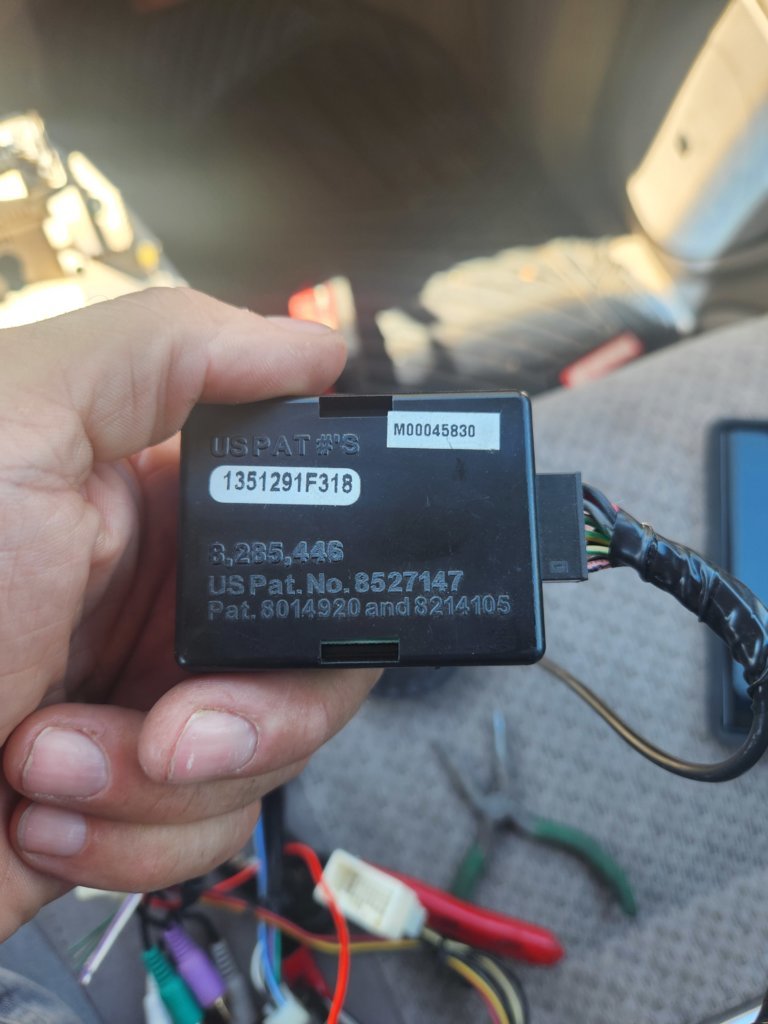 US PAT #'S
M00045830
1351291F318
8,285,446
US Pat. No. 8527147
Pat. 8014920 and 8214105